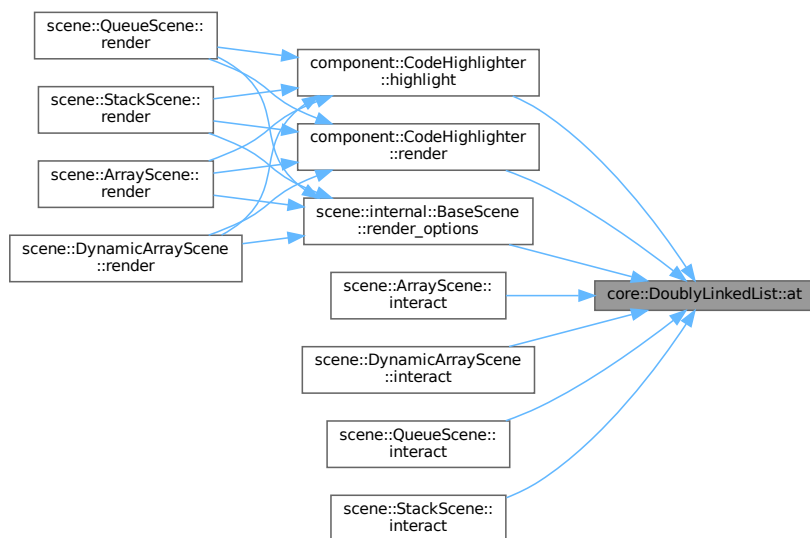 scene::QueueScene::
render
scene::StackScene::
render
scene::ArrayScene::
render
scene::DynamicArrayScene
::render
component::CodeHighlighter
::highlight
component::CodeHighlighter
::render
scene::internal::BaseScene
::render_options
scene::ArrayScene::
interact
scene::DynamicArrayScene
::interact
scene::QueueScene::
interact
scene::StackScene::
interact
core::DoublyLinkedList::at